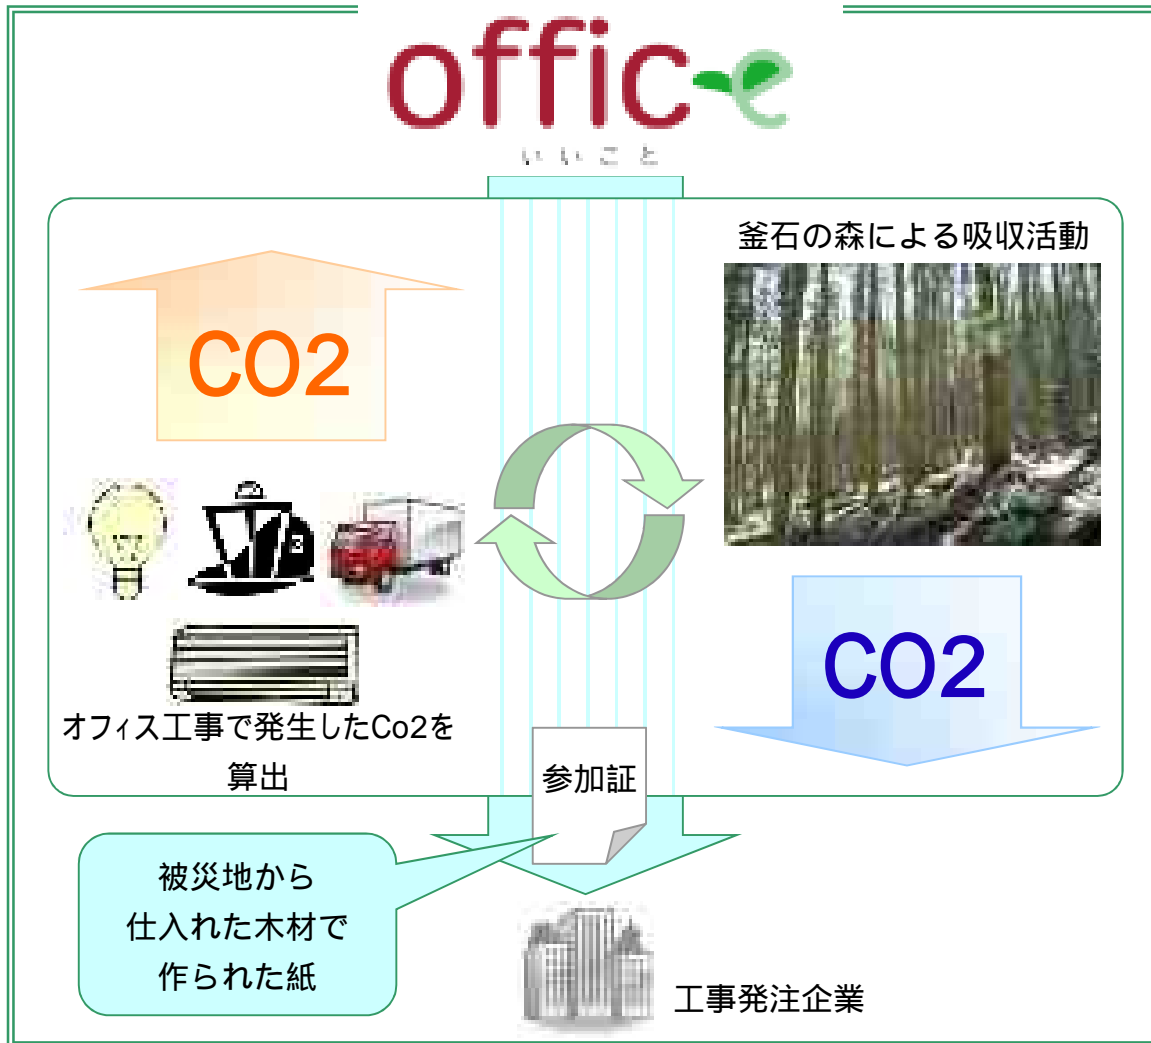 offic-e
いいこと
釜石の森による吸収活動
CO2
CO2
オフィス工事で発生したCo2を
算出
参加証
被災地から
仕入れた木材で
作られた紙
工事発注企業